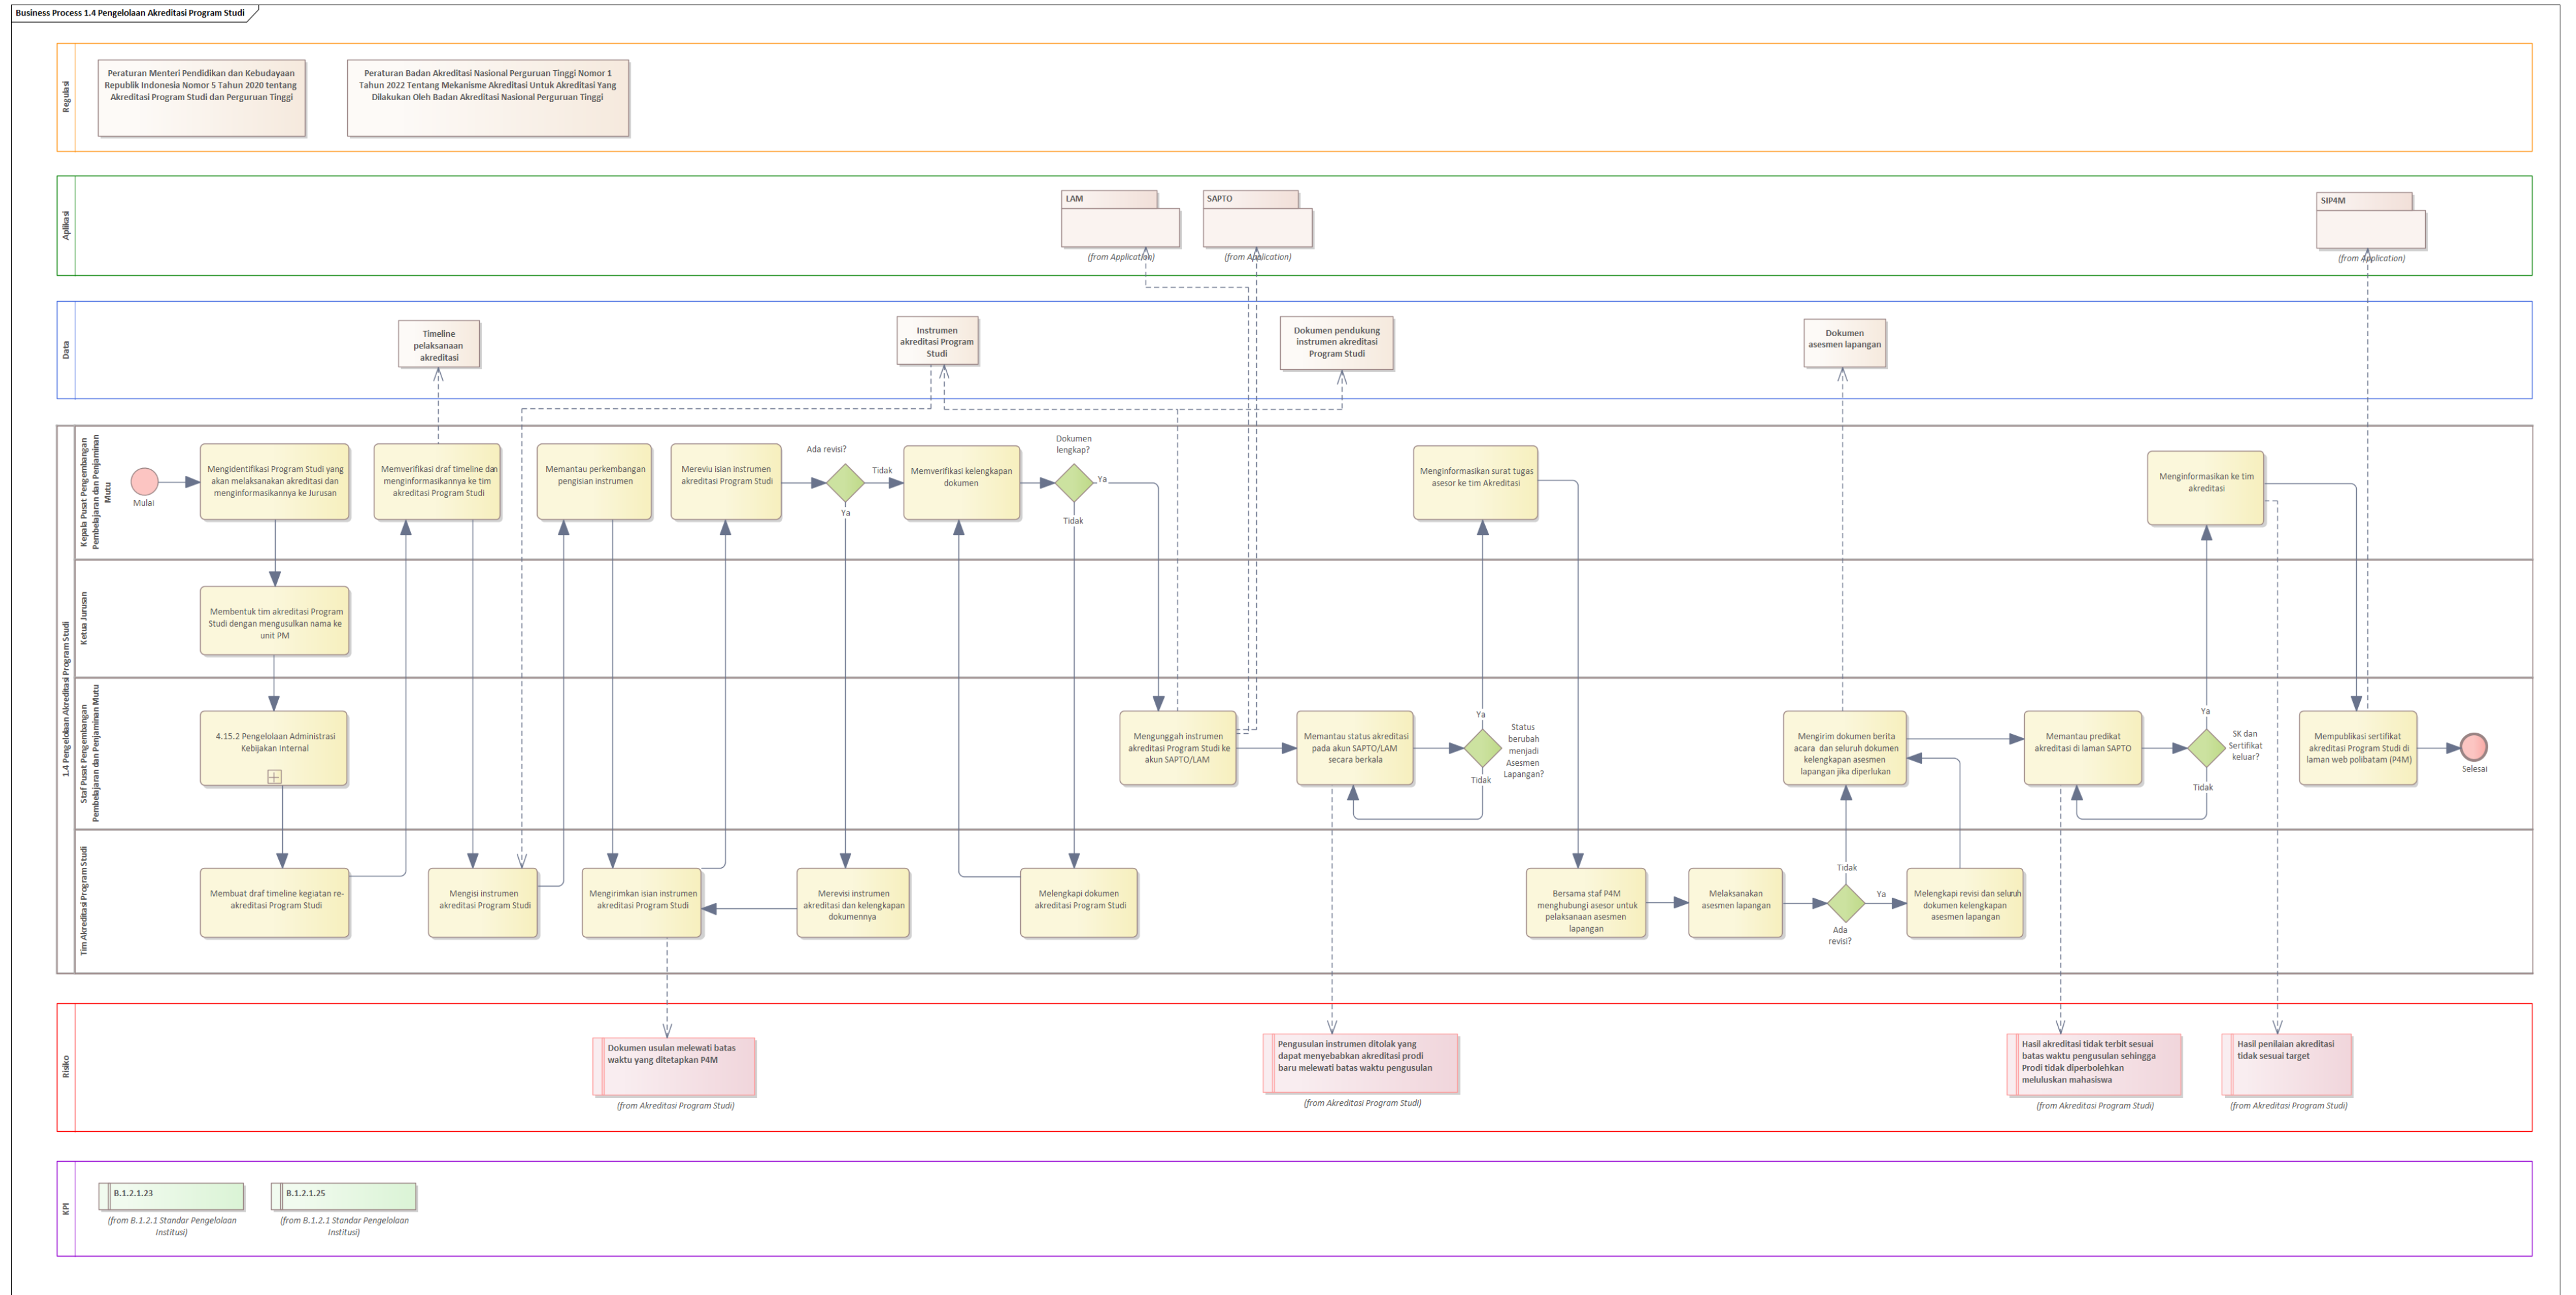 Business Process 1.4 Pengelolaan Akreditasi Program Studi
Regulasi
Peraturan Menteri Pendidikan dan Kebudayaan
Republik Indonesia Nomor 5 Tahun 2020 tentang
Akreditasi Program Studi dan Perguruan Tinggi
Peraturan Badan Akreditasi Nasional Perguruan Tinggi Nomor 1
Tahun 2022 Tentang Mekanisme Akreditasi Untuk Akreditasi Yang
Dilakukan Oleh Badan Akreditasi Nasional Perguruan Tinggi
Aplikasi
LAM
(from Application)
SAPTO
(from Application)
SIP4M
(from Application)
Data
Timeline
pelaksanaan
akreditasi
Instrumen
akreditasi Program
Studi
Dokumen pendukung
instrumen akreditasi
Program Studi
Dokumen
asesmen lapangan
1.4 Pengelolaan Akreditasi Program Studi
Kepala Pusat Pengembangan
Pembelajaran dan Penjaminan
Mutu
Mulai
Mengidentifikasi Program Studi yang
akan melaksanakan akreditasi dan
menginformasikannya ke Jurusan
Memverifikasi draf timeline dan
menginformasikannya ke tim
akreditasi Program Studi
Memantau perkembangan
pengisian instrumen
Mereviu isian instrumen
akreditasi Program Studi
Ada revisi?
Tidak
Ya
Memverifikasi kelengkapan
dokumen
Dokumen
lengkap?
Ya
Tidak
Menginformasikan surat tugas
asesor ke tim Akreditasi
Menginformasikan ke tim
akreditasi
Ketua Jurusan
Membentuk tim akreditasi Program
Studi dengan mengusulkan nama ke
unit PM
Staf Pusat Pengembangan
Pembelajaran dan Penjaminan Mutu
4.15.2 Pengelolaan Administrasi
Kebijakan Internal
Mengunggah instrumen
akreditasi Program Studi ke
akun SAPTO/LAM
Memantau status akreditasi
pada akun SAPTO/LAM
secara berkala
Ya
Status
berubah
menjadi
Asesmen
Lapangan?
Tidak
Mengirim dokumen berita
acara dan seluruh dokumen
kelengkapan asesmen
lapangan jika diperlukan
Memantau predikat
akreditasi di laman SAPTO
Ya
SK dan
Sertifikat
keluar?
Tidak
Mempublikasi sertifikat
akreditasi Program Studi di
laman web polibatam (P4M)
Selesai
Tim Akreditasi Program Studi
Membuat draf timeline kegiatan re-
akreditasi Program Studi
Mengisi instrumen
akreditasi Program Studi
Mengirimkan isian instrumen
akreditasi Program Studi
Merevisi instrumen
akreditasi dan kelengkapan
dokumennya
Melengkapi dokumen
akreditasi Program Studi
Bersama staf P4M
menghubungi asesor untuk
pelaksanaan asesmen
lapangan
Melaksanakan
asesmen lapangan
Tidak
Ya
Ada
revisi?
Melengkapi revisi dan seluruh
dokumen kelengkapan
asesmen lapangan
Risiko
Dokumen usulan melewati batas
waktu yang ditetapkan P4M
(from Akreditasi Program Studi)
Pengusulan instrumen ditolak yang
dapat menyebabkan akreditasi prodi
baru melewati batas waktu pengusulan
(from Akreditasi Program Studi)
Hasil akreditasi tidak terbit sesuai
batas waktu pengusulan sehingga
Prodi tidak diperbolehkan
meluluskan mahasiswa
(from Akreditasi Program Studi)
Hasil penilaian akreditasi
tidak sesuai target
(from Akreditasi Program Studi)
KPI
B.1.2.1.23
(from B.1.2.1 Standar Pengelolaan
Institusi)
B.1.2.1.25
(from B.1.2.1 Standar Pengelolaan
Institusi)